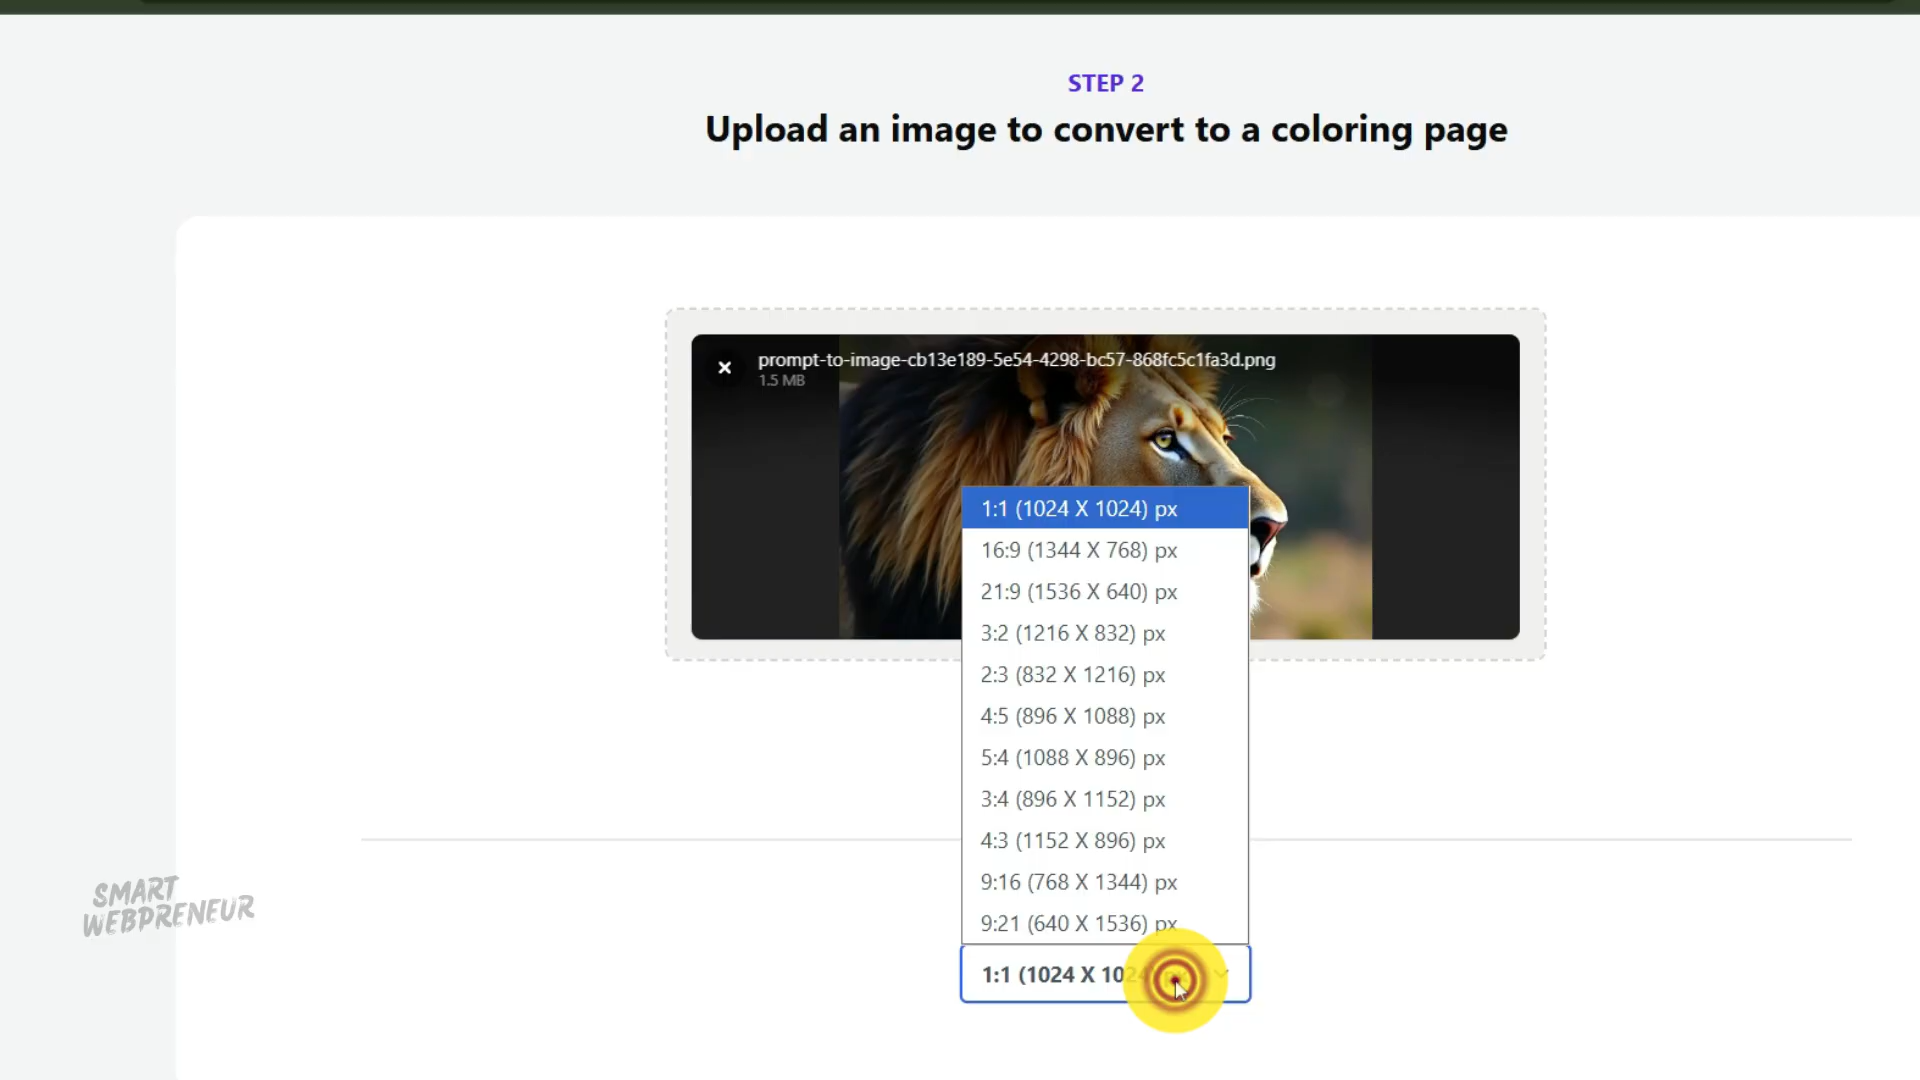 STEP 2
Upload an image to convert to a coloring page
prompt-to-image-cb13e189-5e54-4298-bc57-868fc5c1fa3d.png
1.5 MB
1:1 (1024 X 1024) px
16:9 (1344 X 768) px
21:9 (1536 X 640) px
3:2 (1216 X 832) px
2:3 (832 X 1216) px
4:5 (896 X 1088) px
5:4 (1088 X 896) px
3:4 (896 X 1152) px
4:3 (1152 X 896) px
9:16 (768 X 1344) px
9:21 (640 X 1536) px
1:1 (1024 X 1024) px
SMART
WEBPRENEUR